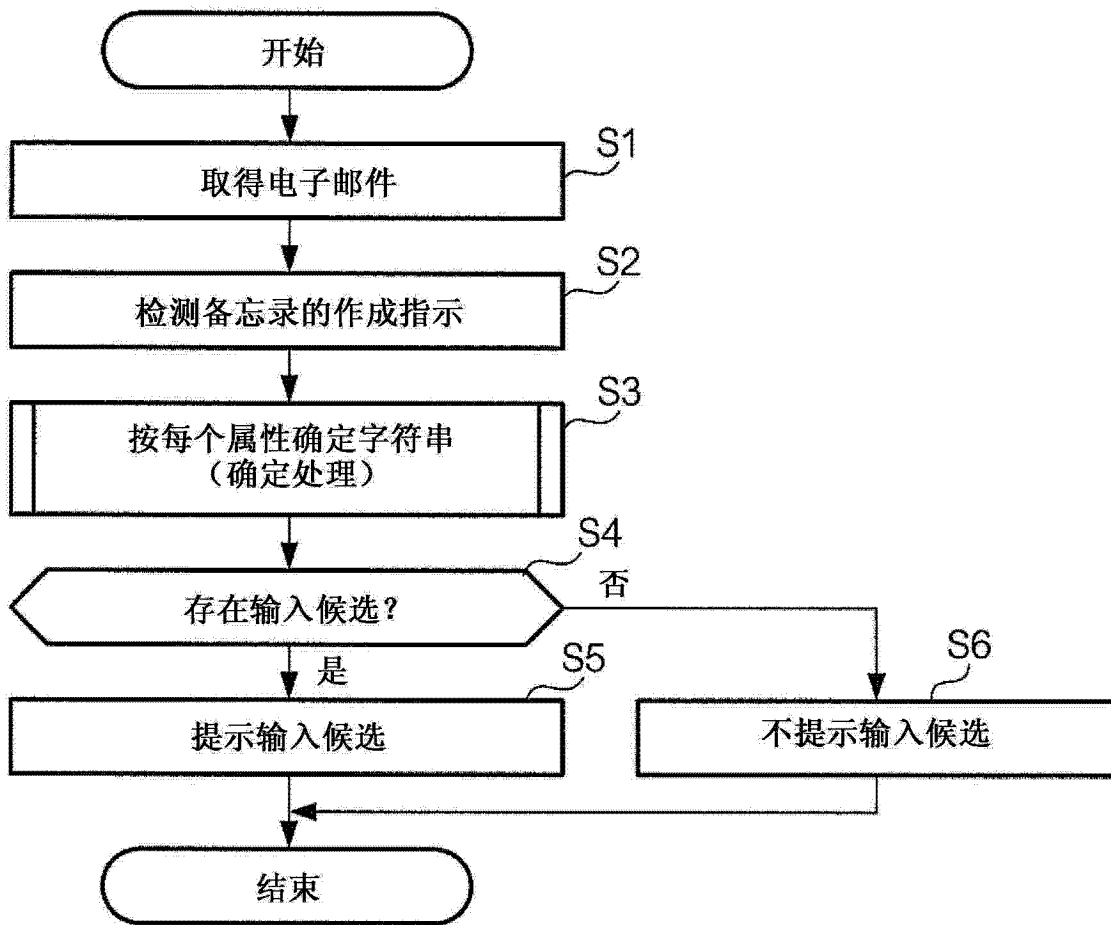 开始
S1
取得电子邮件
S2
检测备忘录的作成指示
S3
按每个属性确定字符串
（确定处理）
S4
存在输入候选？
否
是
S5
提示输入候选
S6
不提示输入候选
结束